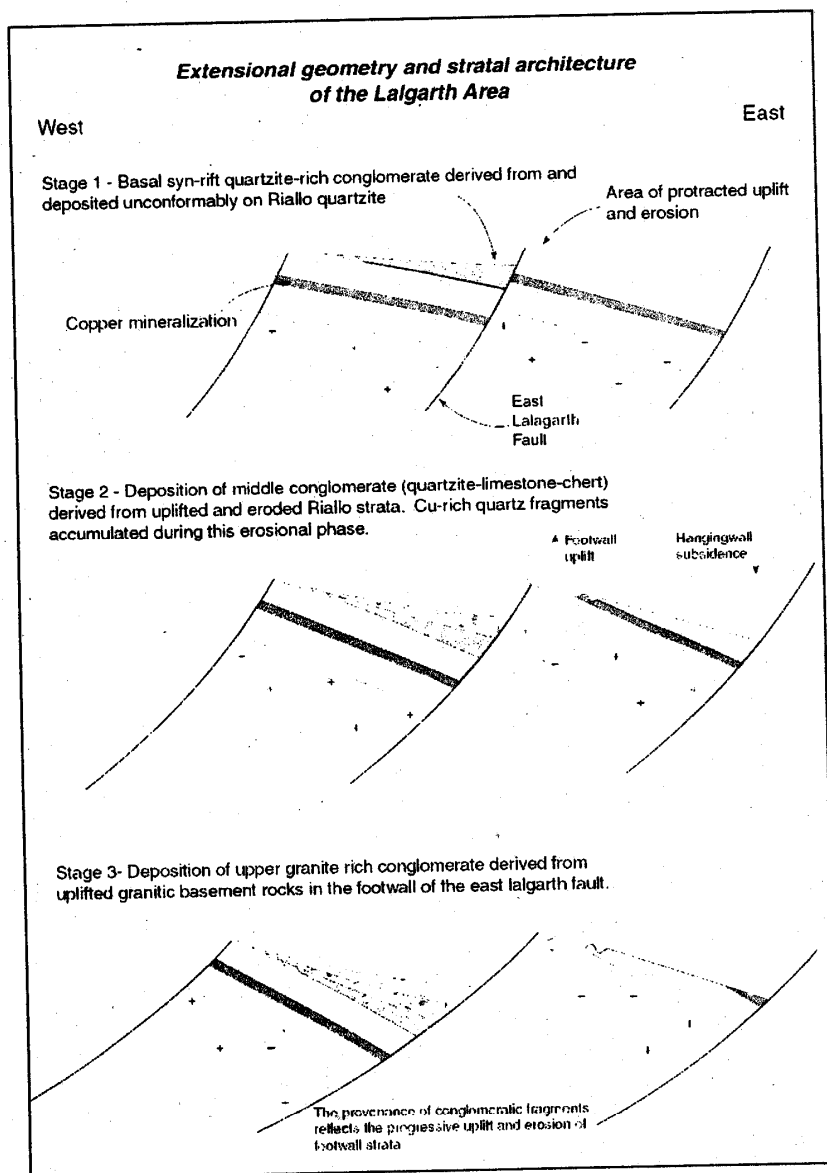 Extensional geometry and stratal architecture
of the Lalgarth Area
West
East
Stage 1 - Basal syn-rift quartzite-rich conglomerate derived from and
deposited unconformably on Riallo quartzite
Area of protracted uplift
and erosion
Copper mineralization
East
Lalagarth
Fault
Stage 2 - Deposition of middle conglomerate (quartzite-limestone-chert)
derived from uplifted and eroded Riallo strata. Cu-rich quartz fragments
accumulated during this erosional phase.
Footwall
uplift
Hangingwall
subsidence
Stage 3- Deposition of upper granite rich conglomerate derived from
uplifted granitic basement rocks in the footwall of the east lalgarth fault.
The provenance of conglomeratic fragments
reflects the progressive uplift and erosion of
footwall strata